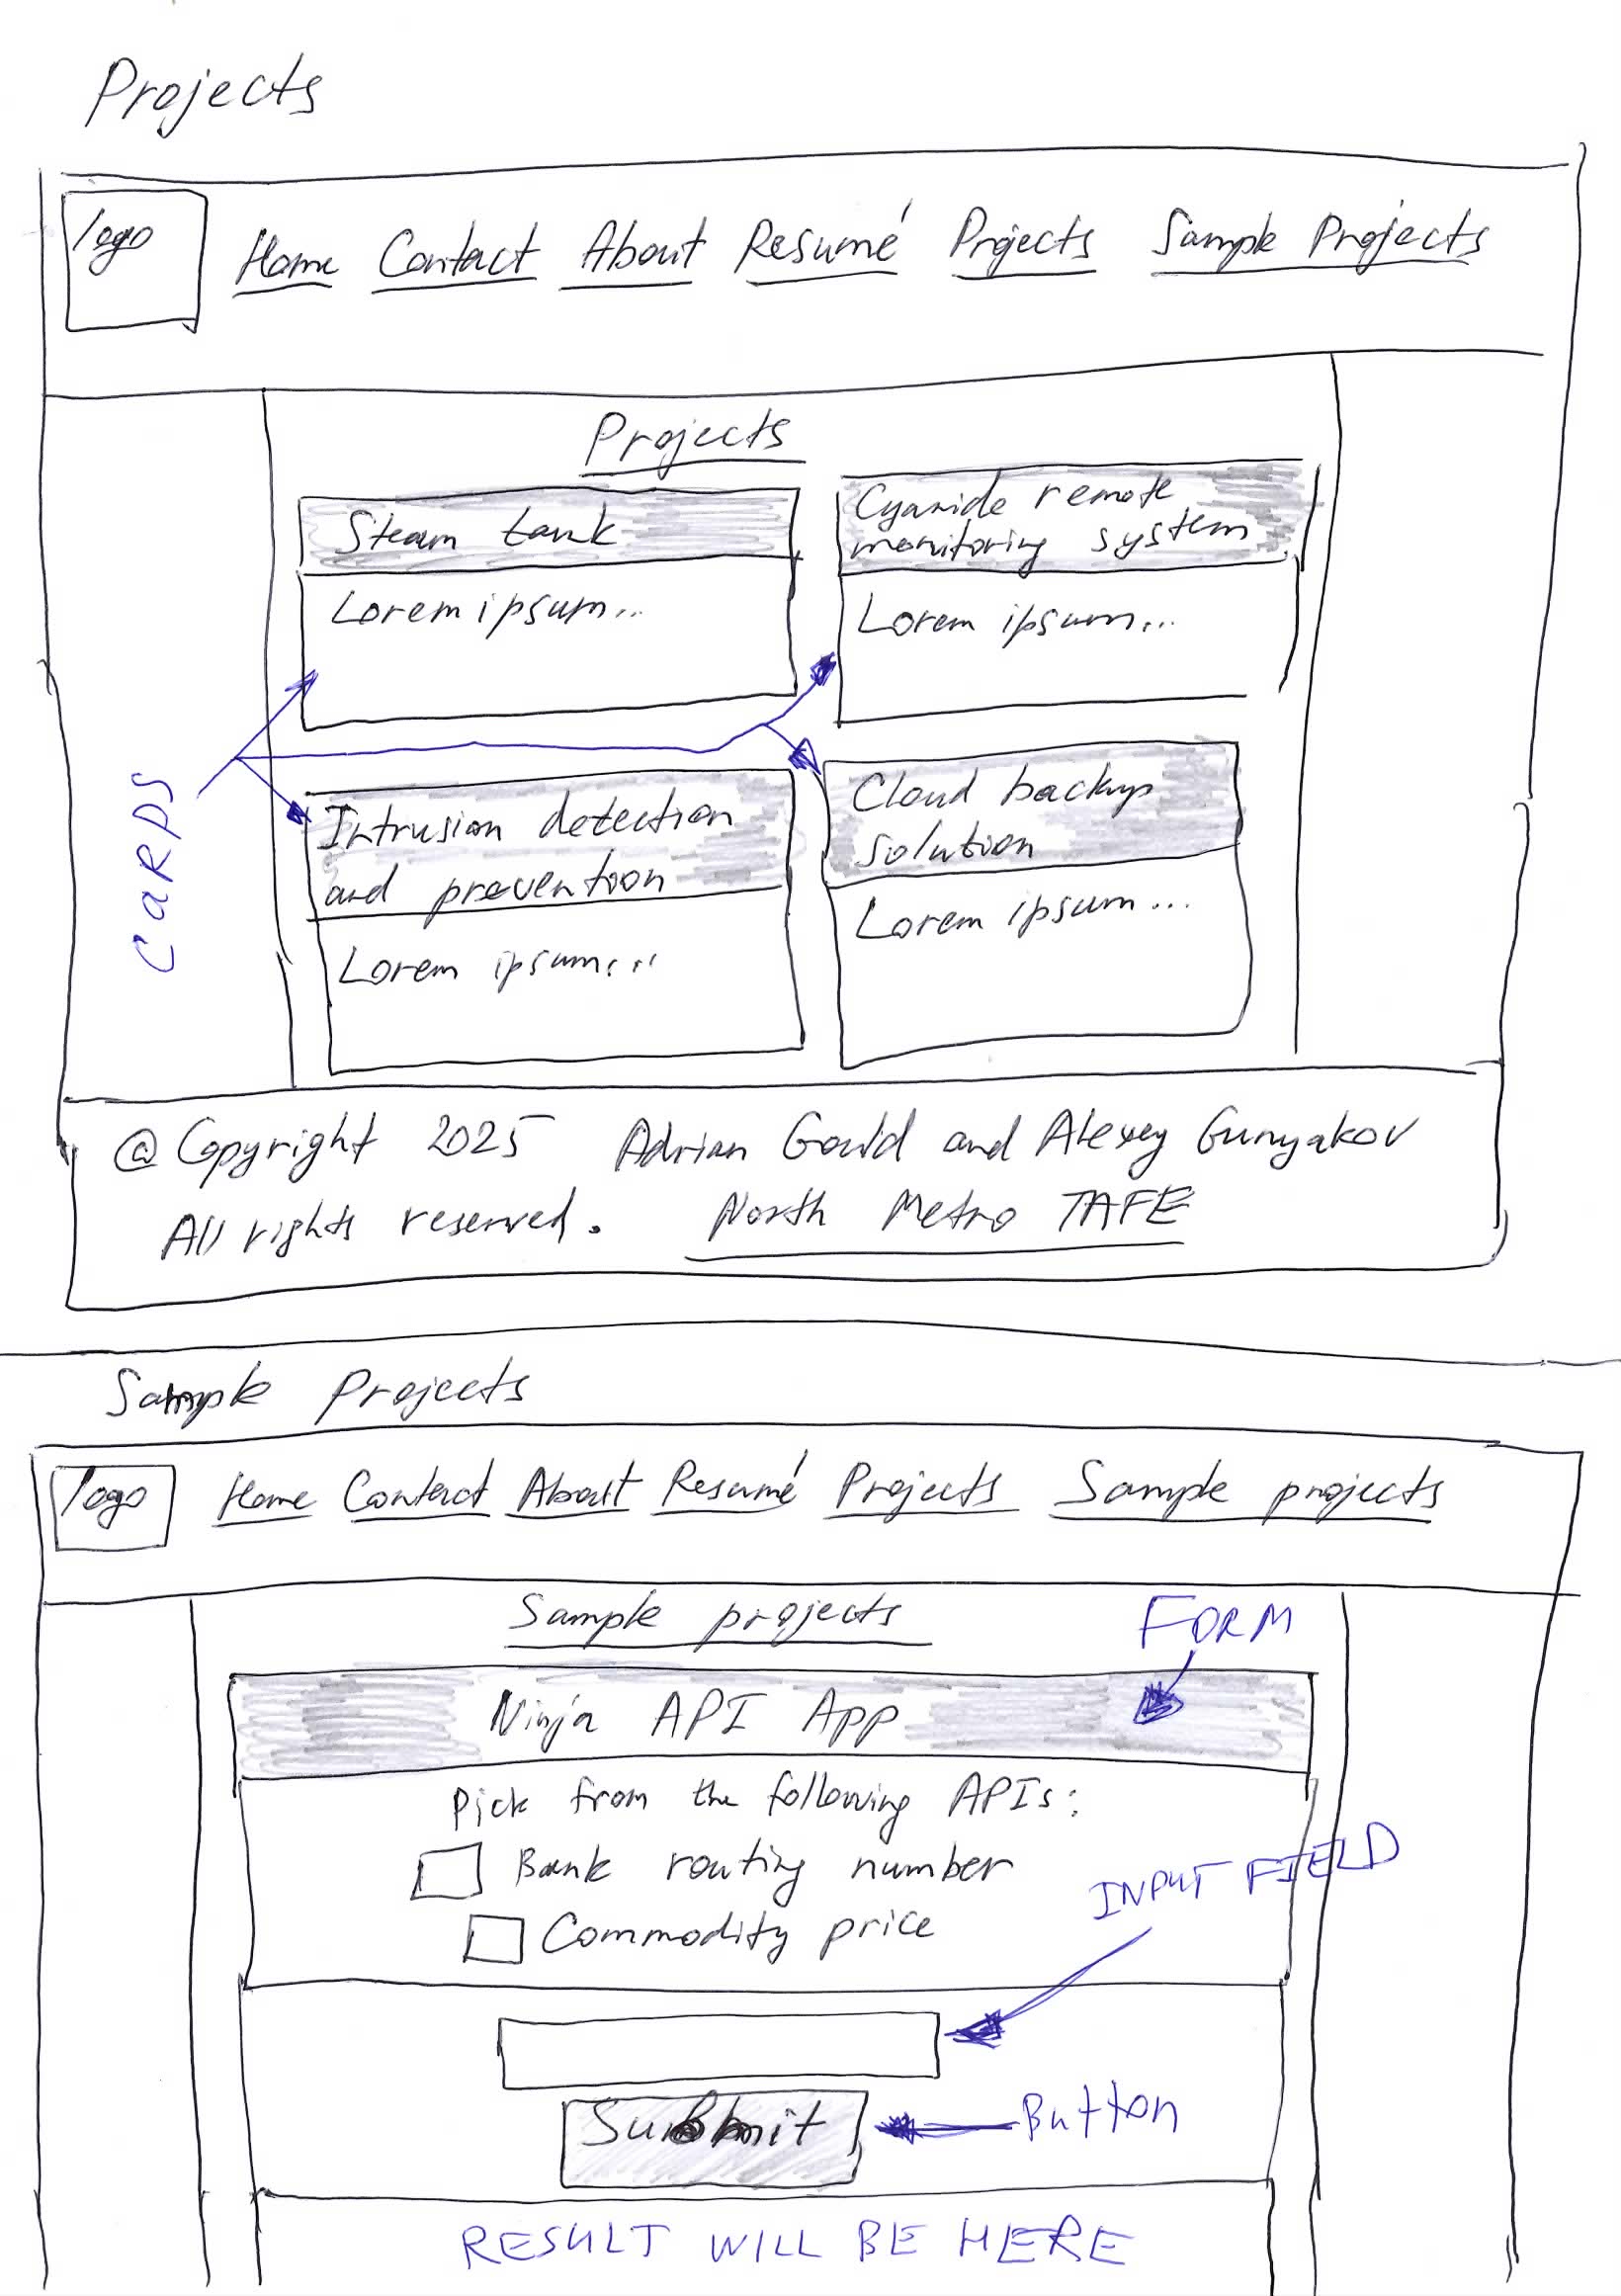 Projects
logo
Home Contact About Resumé Projects Sample Projects
Projects
Steam tank
Lorem ipsum...
Cyanide remote
monitoring system
Lorem ipsum...
CARDS
Intrusion detection
and prevention
Lorem ipsum...
Cloud backup
solution
Lorem ipsum...
@ Copyright 2025 Adrian Gould and Alexey Gunyakov
All rights reserved. North Metro TAFE
Sample Projects
logo
Home Contact About Resumé Projects Sample projects
Sample projects
FORM
Ninja API App
Pick from the following APIs:
Bank routing number
Commodity price
INPUT FIELD
Submit
Button
RESULT WILL BE HERE